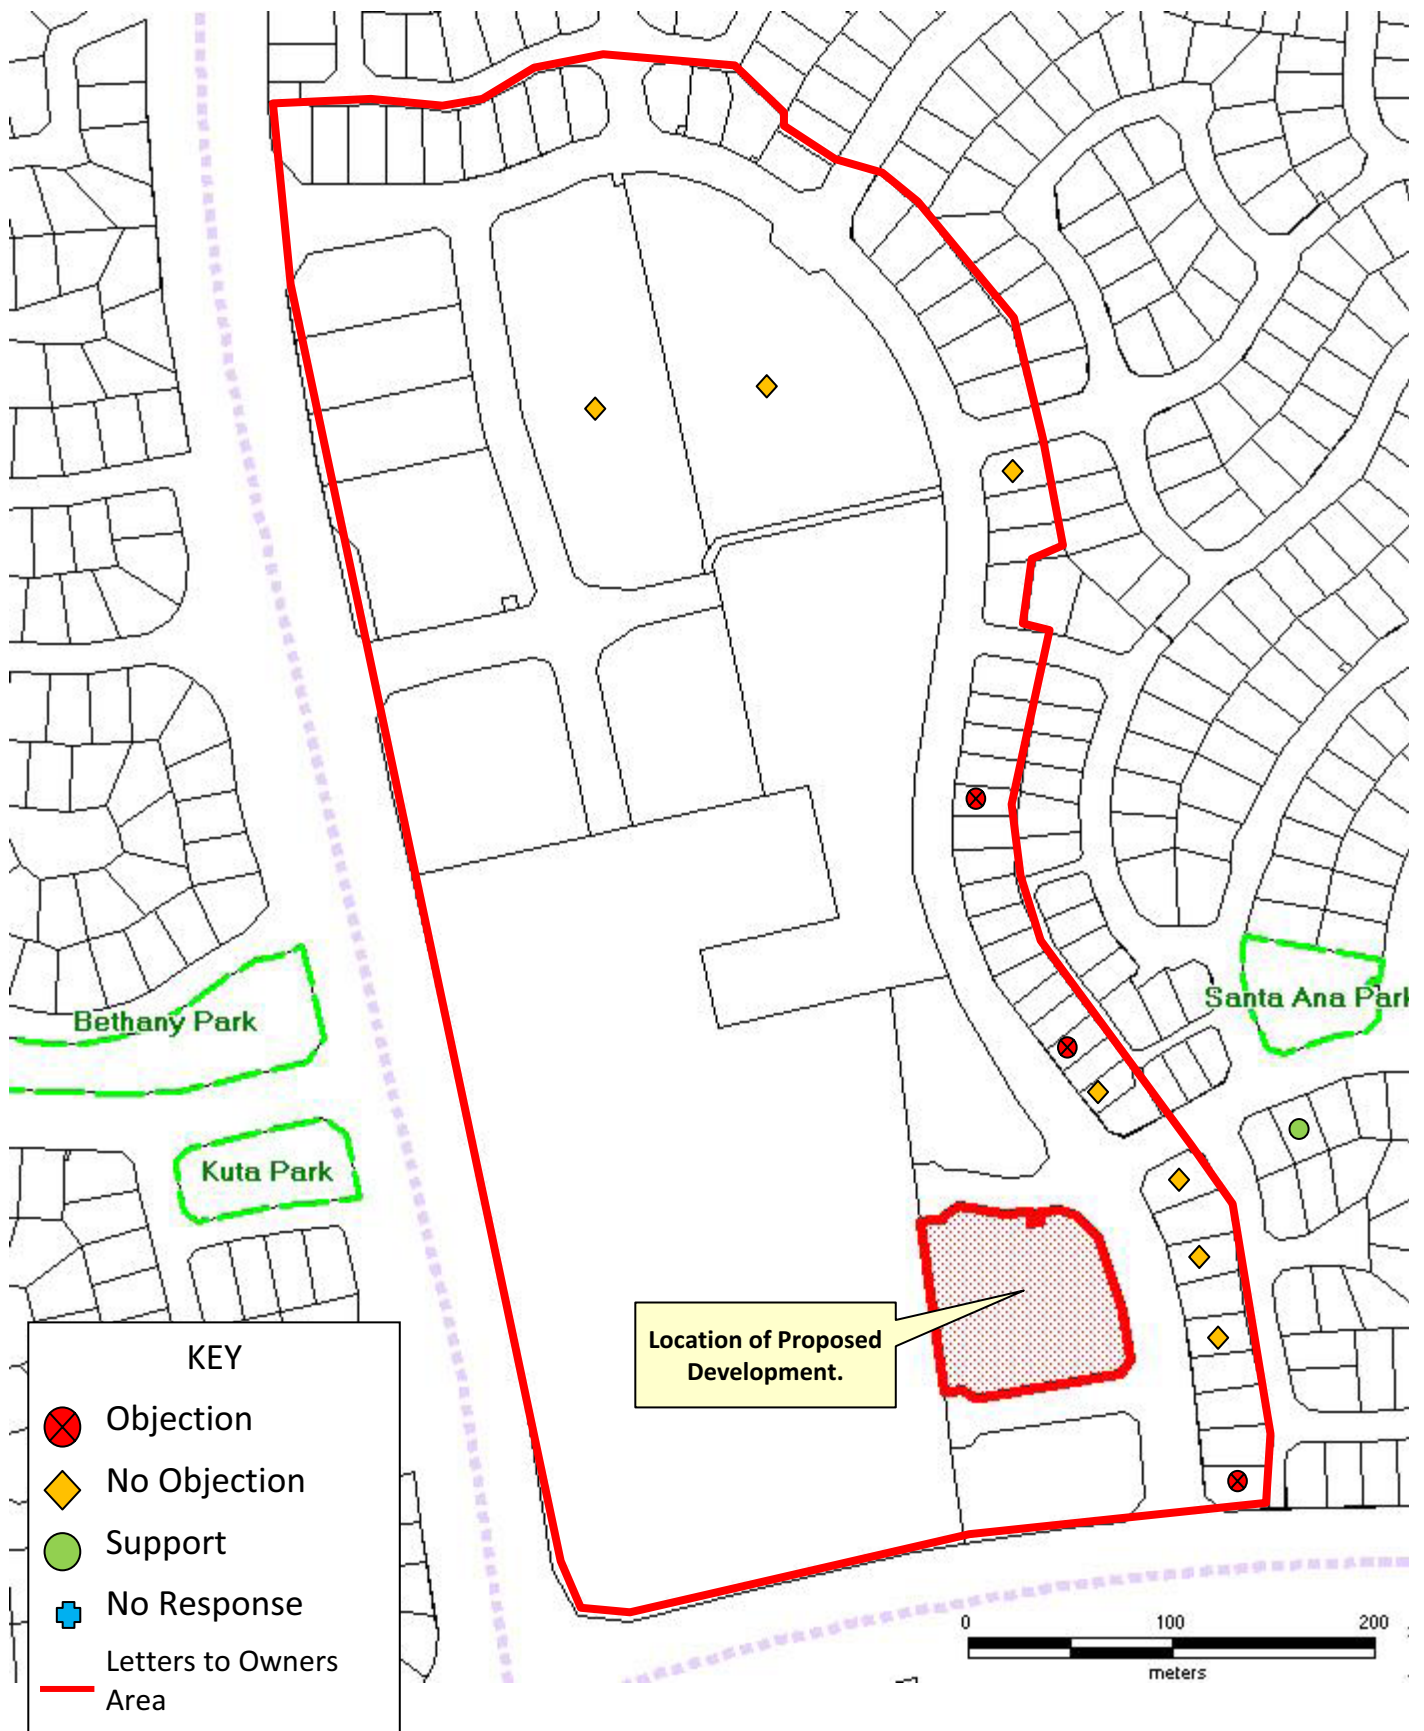 Bethany Park
Santa Ana Park
Kuta Park
Location of Proposed
Development.
KEY
Objection
No Objection
Support
No Response
Letters to Owners
Area
0 100 200
meters